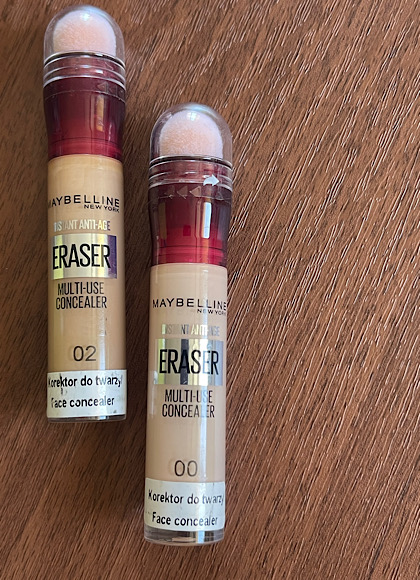 MAYBELLINE
NEW YORK
INSTANT ANTI-AGE
ERASER
MULTI-USE
CONCEALER
02
Korektor do twarzy/
Face concealer
MAYBELLINE
NEW YORK
INSTANT ANTI-AGE
ERASER
MULTI-USE
CONCEALER
00
Korektor do twarzy
Face concealer